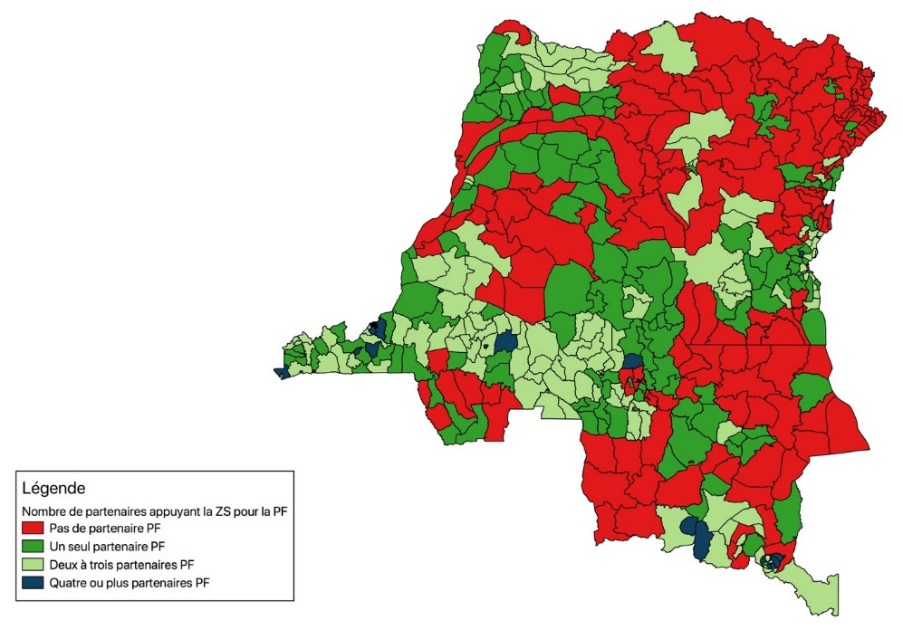 Légende
Nombre de partenaires appuyant la ZS pour la PF
Pas de partenaire PF
Un seul partenaire PF
Deux à trois partenaires PF
Quatre ou plus partenaires PF